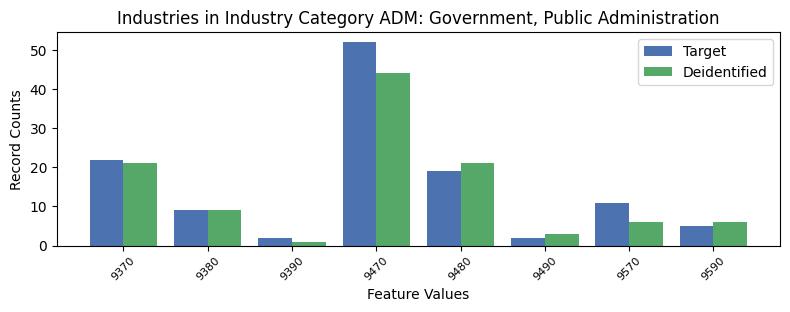 Industries in Industry Category ADM: Government, Public Administration
Target
Deidentified
Record Counts
50
40
30
20
10
0
9370 9380 9390 9470 9480 9490 9570 9590
Feature Values